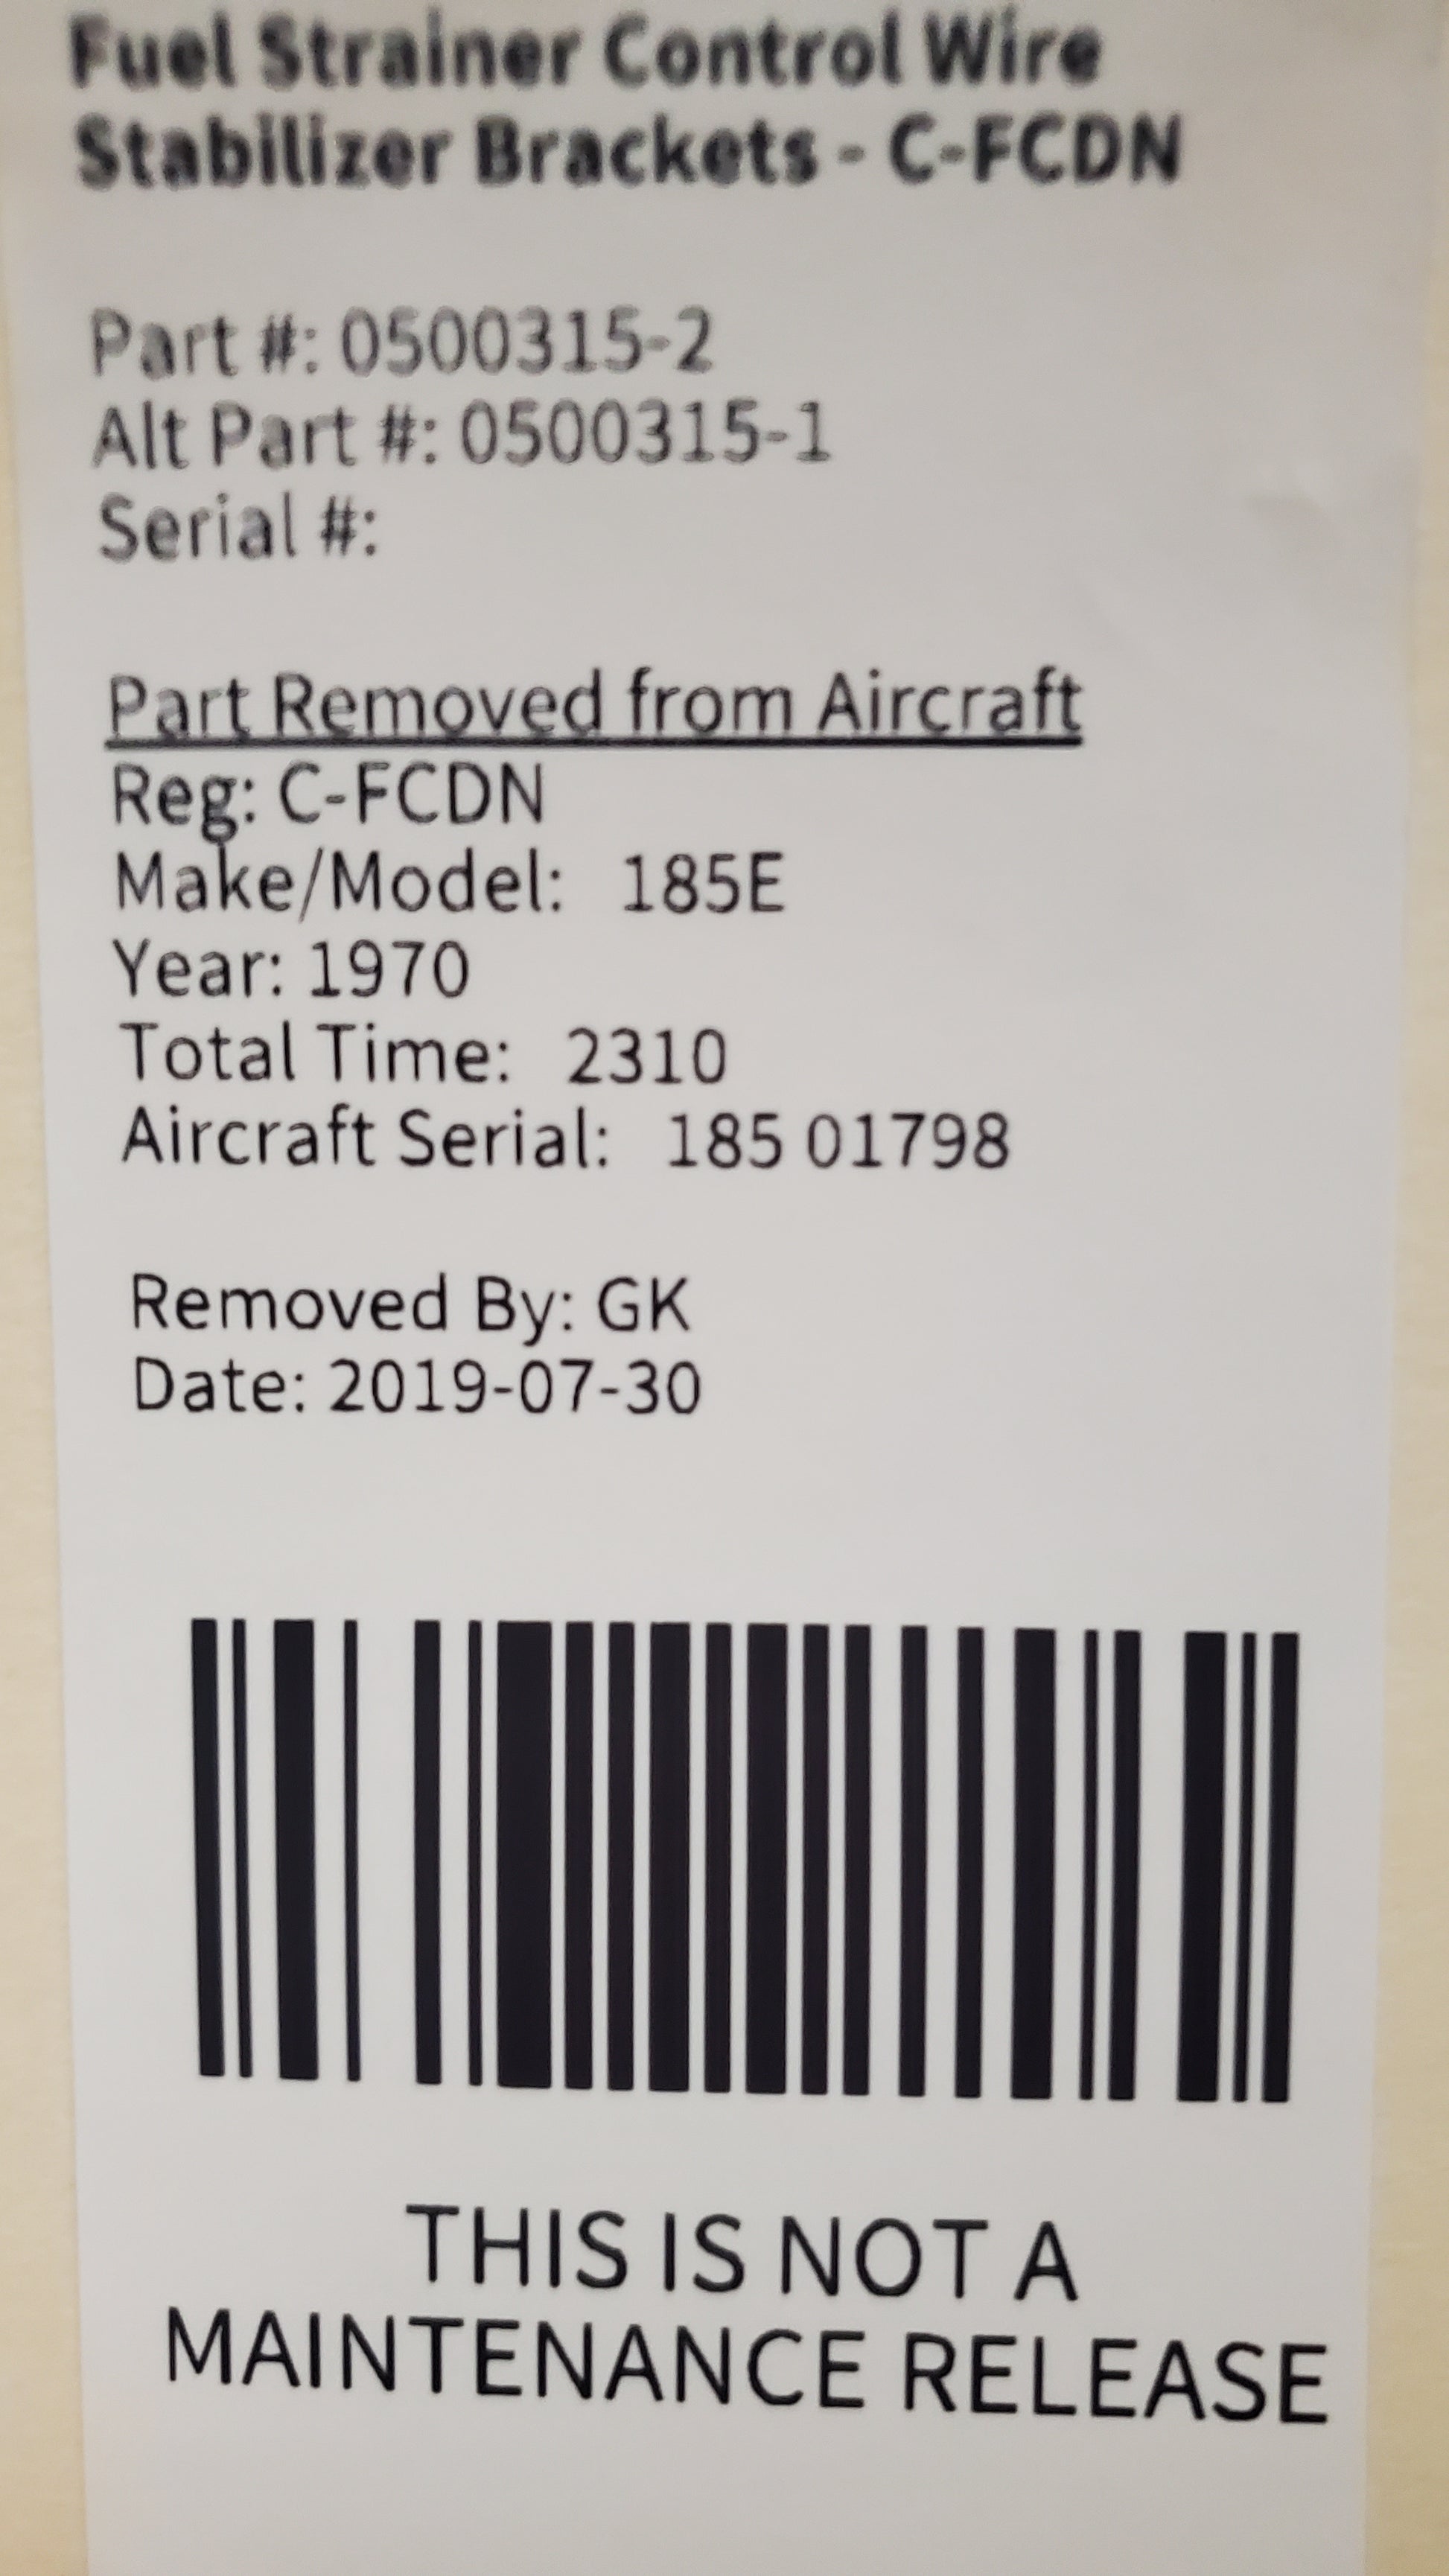 Fuel Strainer Control Wire
Stabilizer Brackets - C-FCDN
Part #: 0500315-2
Alt Part #: 0500315-1
Serial #:
Part Removed from Aircraft
Reg: C-FCDN
Make/Model: 185E
Year: 1970
Total Time: 2310
Aircraft Serial: 185 01798
Removed By: GK
Date: 2019-07-30
THIS IS NOT A
MAINTENANCE RELEASE